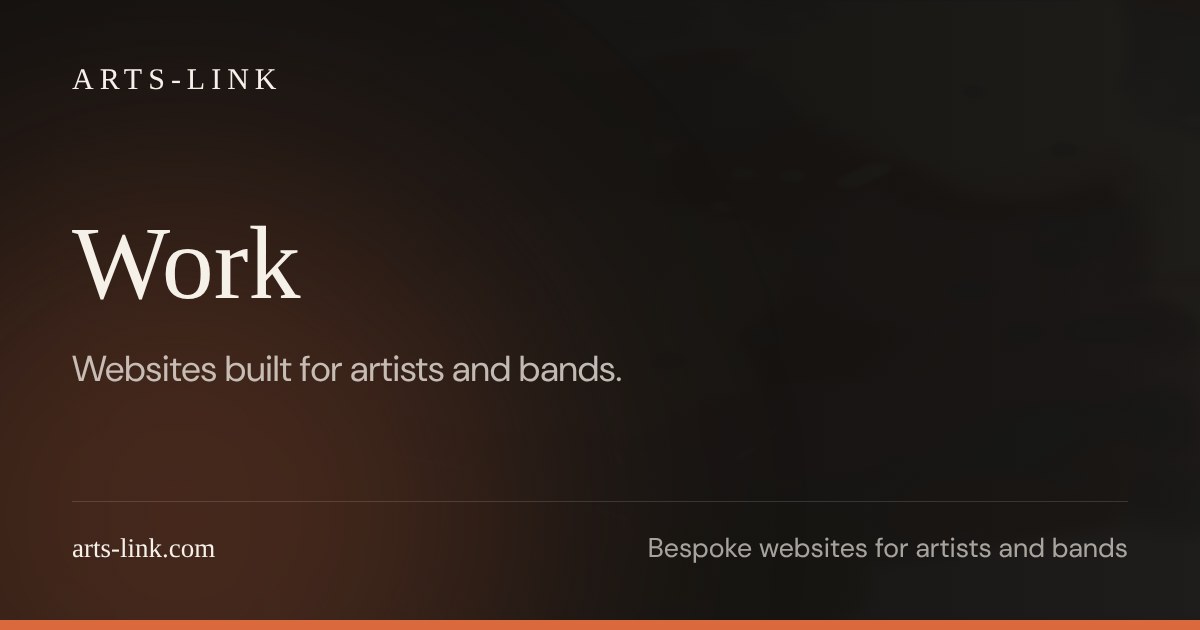 ARTS-LINK
Work
Websites built for artists and bands.
arts-link.com
Bespoke websites for artists and bands